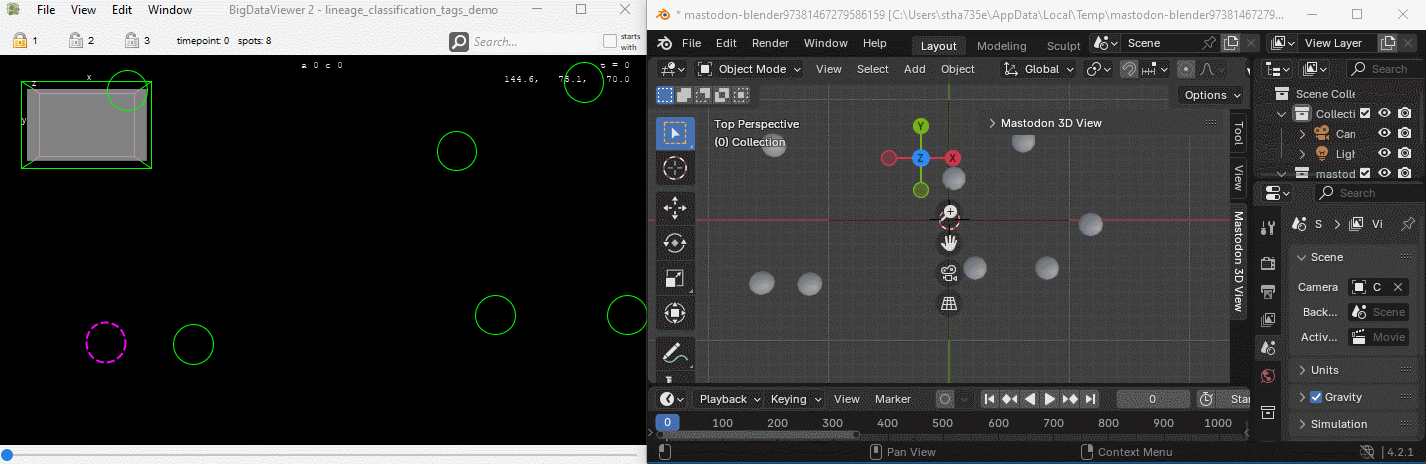 BigDataViewer 2 - lineage_classification_tags_demo
File View Edit Window
1 2 3 timepoint: 0 spots: 8 Search... starts with
a 0 c 0
t = 0
144.6, 75.1, 70.0
x
z
y
* mastodon-blender97381467279586159 [C:\Users\stha735e\AppData\Local\Temp\mastodon-blender97381467279...
File Edit Render Window Help Layout Modeling Sculpt Scene View Layer
Object Mode View Select Add Object Global
Options
Top Perspective
(0) Collection
Mastodon 3D View
Y
Z
X
Tool
View
Mastodon 3D View
Search
Scene Colle
Collecti
Can
Ligh
mastod
Search
S Vi
Scene
Camera C
Back... Scene
Activ... Movie
Units
Gravity
Simulation
Playback Keying View Marker 0 Star
0 100 200 300 400 500 600 700 800 900 1000
Pan View Context Menu 4.2.1